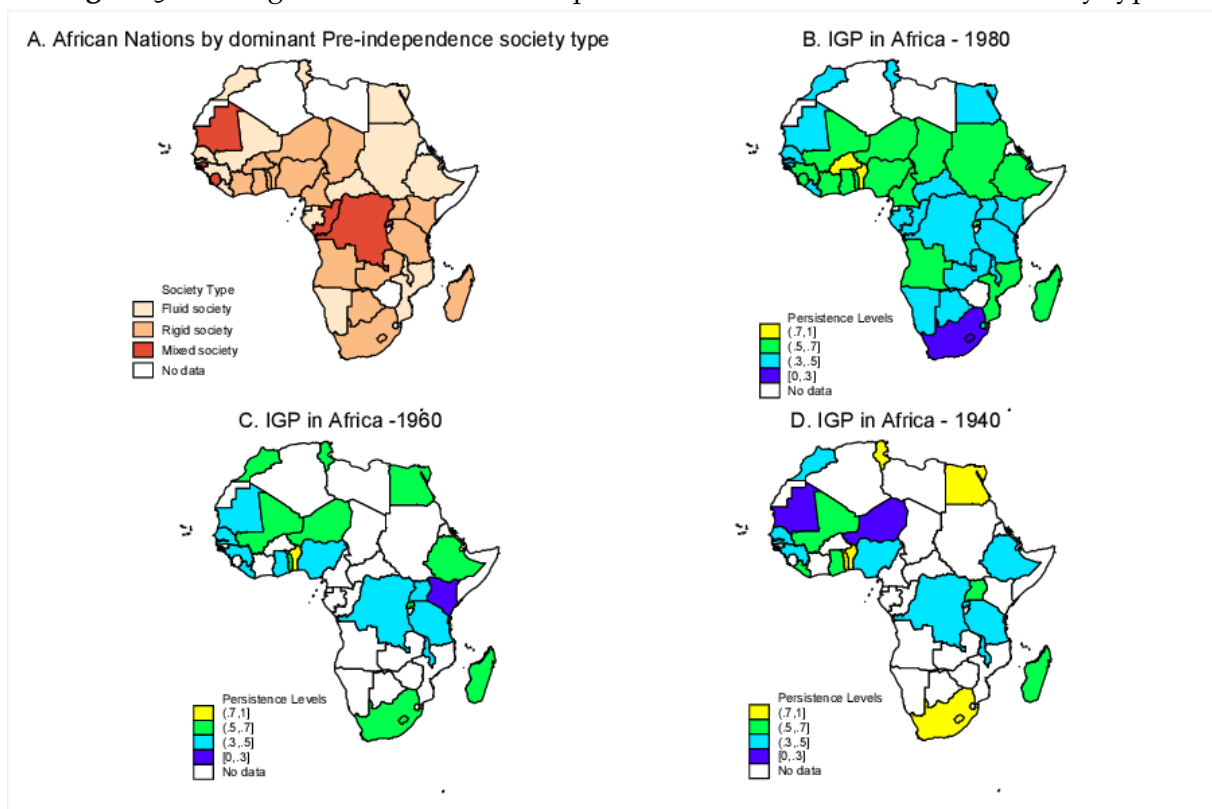 A. African Nations by dominant Pre-independence society type
Society Type
Fluid society
Rigid society
Mixed society
No data
B. IGP in Africa - 1980
Persistence Levels
(.7,1]
(.5,.7]
(.3,.5]
[0,.3]
No data
C. IGP in Africa -1960
Persistence Levels
(.7,1]
(.5,.7]
(.3,.5]
[0,.3]
No data
D. IGP in Africa - 1940
Persistence Levels
(.7,1]
(.5,.7]
(.3,.5]
[0,.3]
No data